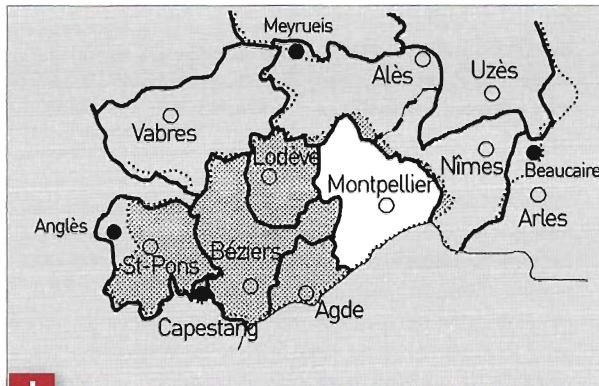 Meyrueis
Alès
Uzès
Vabres
Lodève
Montpellier
Nîmes
Beaucaire
Arles
Anglès
St-Pons
Béziers
Capestang
Agde